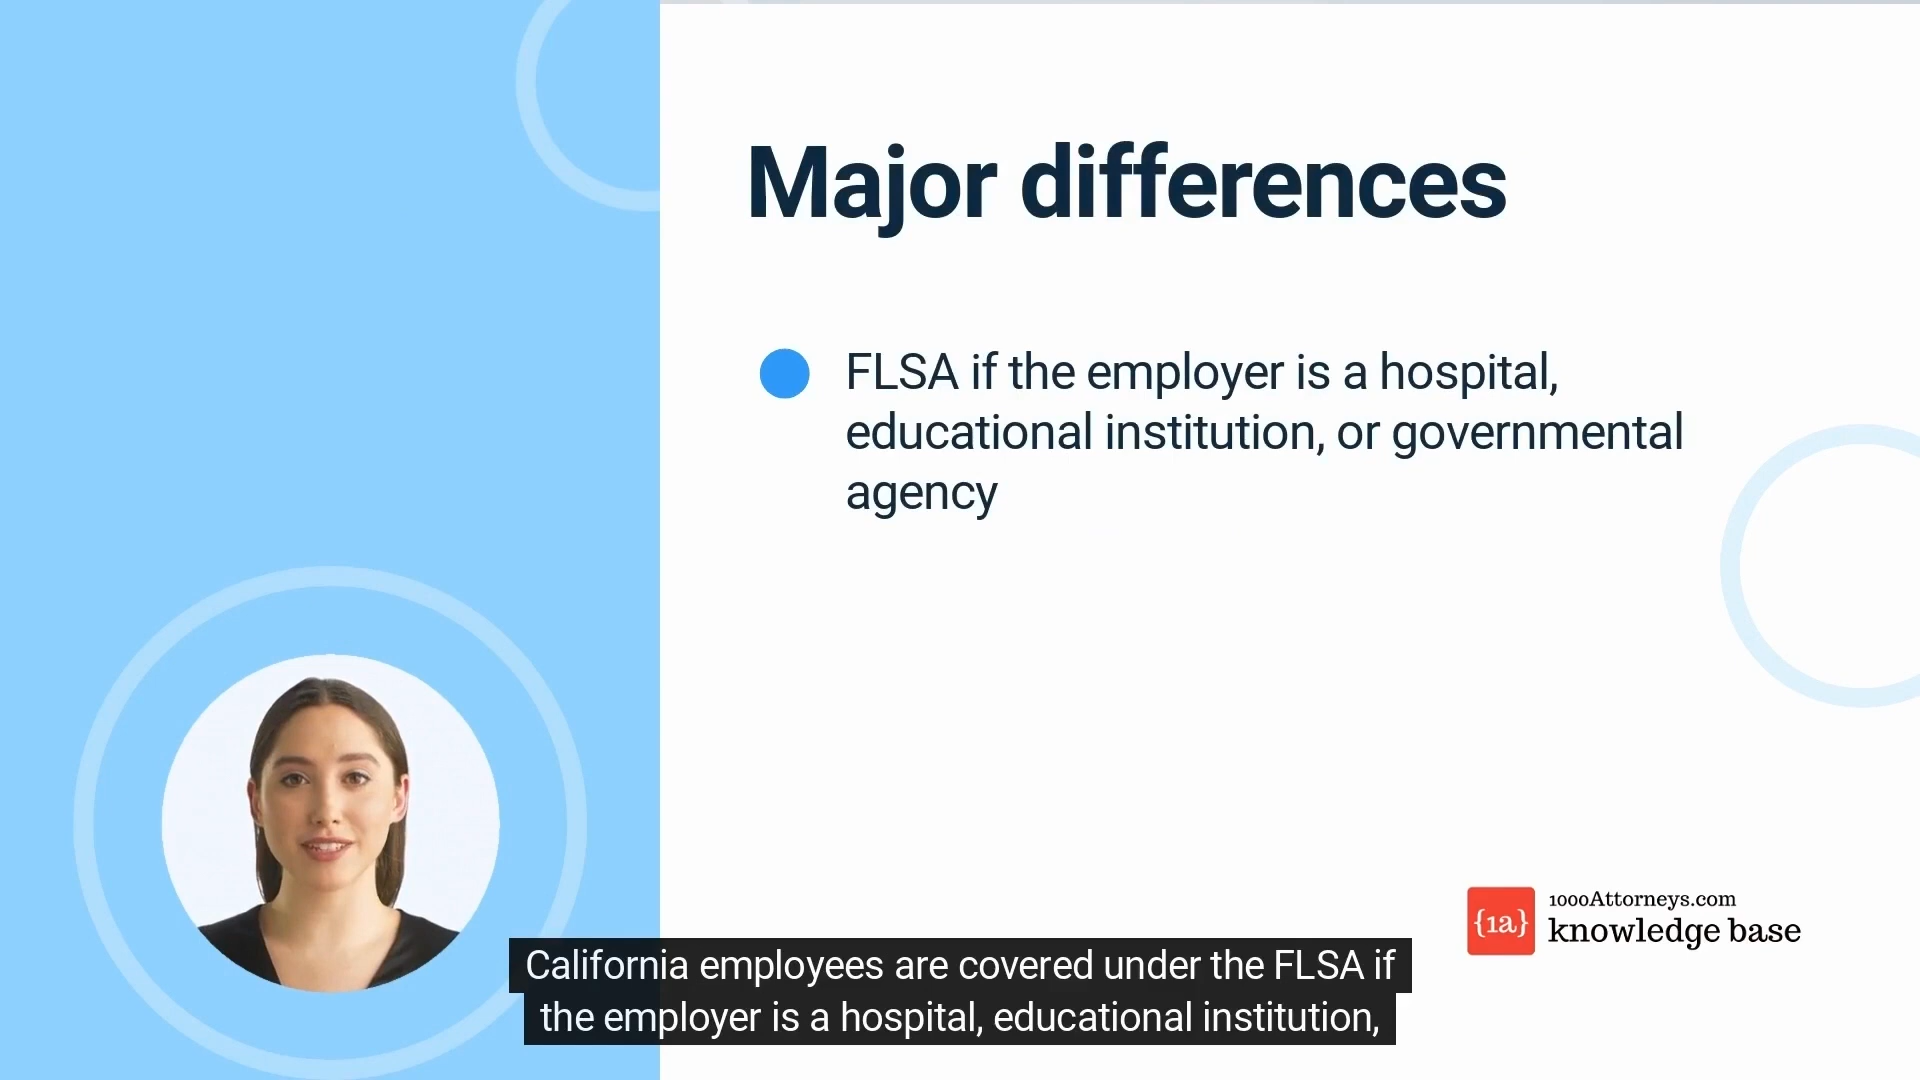 Major differences
FLSA if the employer is a hospital,
educational institution, or governmental
agency
{1a}
1000Attorneys.com
knowledge base
California employees are covered under the FLSA if
the employer is a hospital, educational institution,